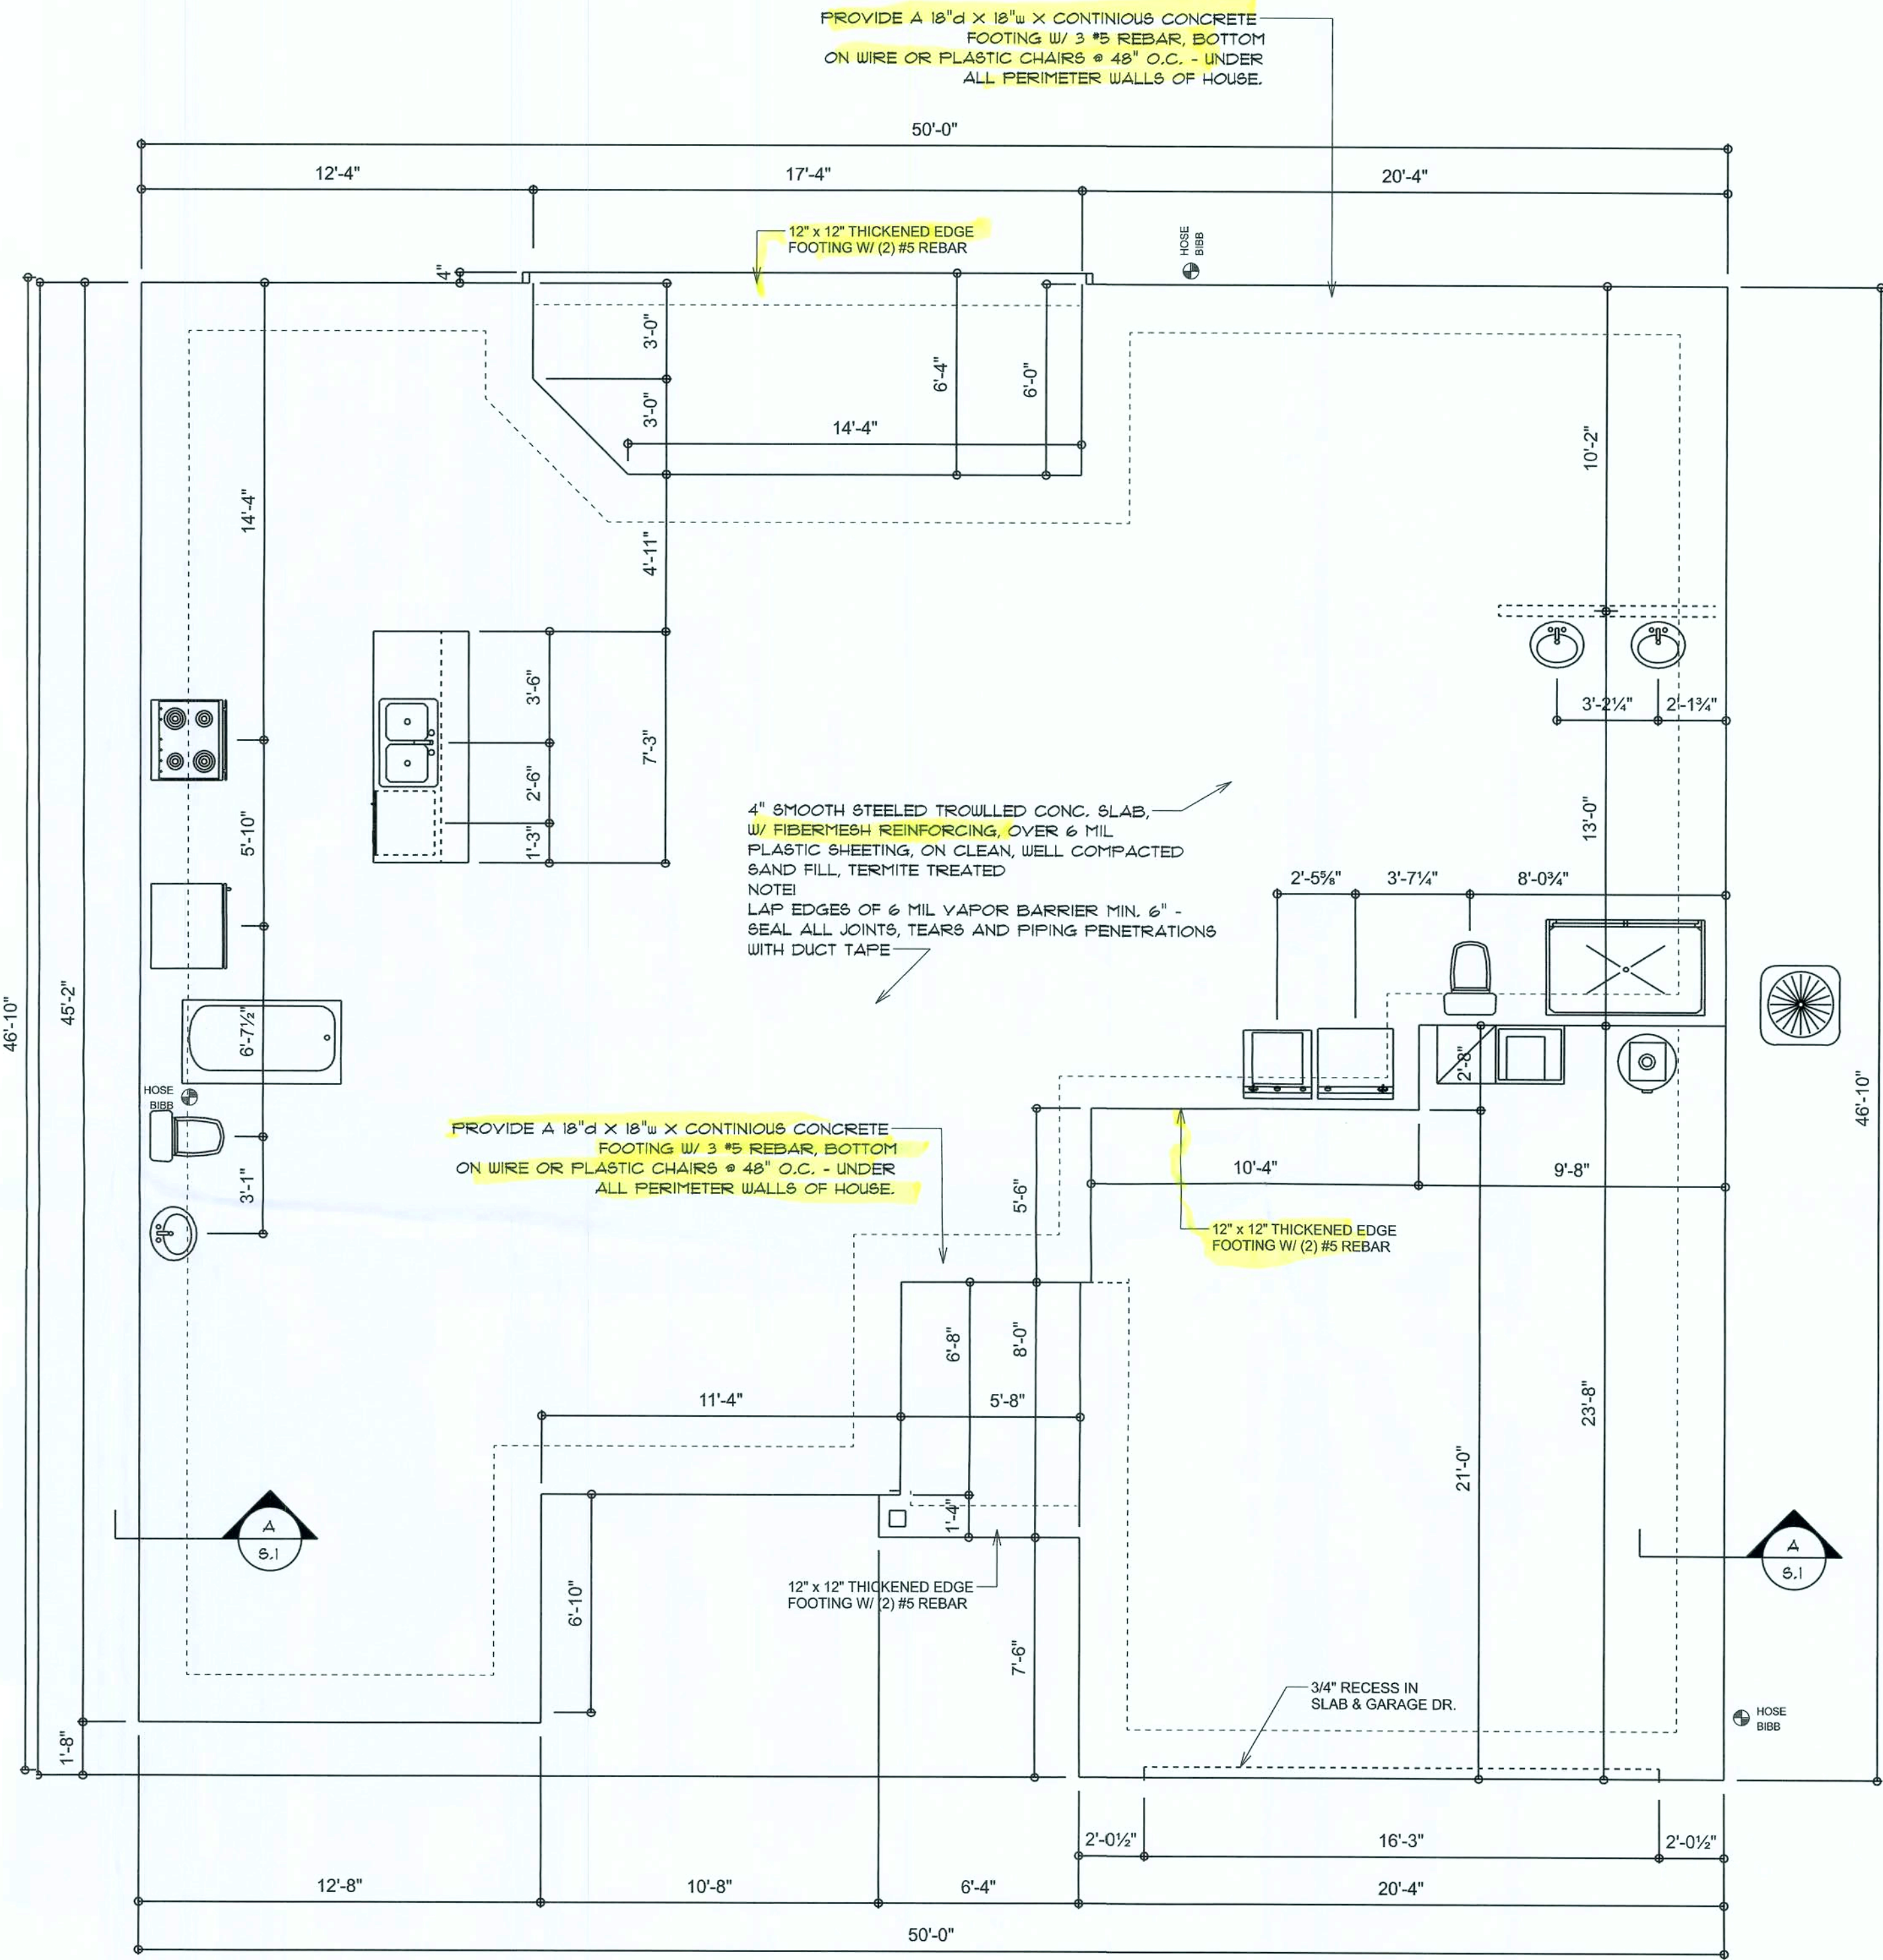 PROVIDE A 18"d X 18"w X CONTINIOUS CONCRETE
FOOTING W/ 3 #5 REBAR, BOTTOM
ON WIRE OR PLASTIC CHAIRS @ 48" O.C. - UNDER
ALL PERIMETER WALLS OF HOUSE.
50'-0"
12'-4"
17'-4"
20'-4"
12" x 12" THICKENED EDGE
FOOTING W/ (2) #5 REBAR
HOSE
BIBB
4"
3'-0"
3'-0"
6'-4"
6'-0"
14'-4"
10'-2"
14'-4"
4'-11"
3'-6"
2'-6"
1'-3"
7'-3"
3'-2¼"
2'-1¾"
5'-10"
13'-0"
4" SMOOTH STEELED TROWLLED CONC. SLAB,
W/ FIBERMESH REINFORCING, OVER 6 MIL
PLASTIC SHEETING, ON CLEAN, WELL COMPACTED
SAND FILL, TERMITE TREATED
NOTE!
LAP EDGES OF 6 MIL VAPOR BARRIER MIN. 6" -
SEAL ALL JOINTS, TEARS AND PIPING PENETRATIONS
WITH DUCT TAPE
2'-5⅝"
3'-7¼"
8'-0¾"
46'-10"
45'-2"
6'-7½"
2'-8"
46'-10"
HOSE
BIBB
PROVIDE A 18"d X 18"w X CONTINIOUS CONCRETE
FOOTING W/ 3 #5 REBAR, BOTTOM
ON WIRE OR PLASTIC CHAIRS @ 48" O.C. - UNDER
ALL PERIMETER WALLS OF HOUSE.
3'-1"
5'-6"
10'-4"
9'-8"
12" x 12" THICKENED EDGE
FOOTING W/ (2) #5 REBAR
6'-8"
8'-0"
11'-4"
5'-8"
23'-8"
21'-0"
1'-4"
A
S.1
A
S.1
12" x 12" THICKENED EDGE
FOOTING W/ (2) #5 REBAR
6'-10"
7'-6"
3/4" RECESS IN
SLAB & GARAGE DR.
HOSE
BIBB
1'-8"
2'-0½"
16'-3"
2'-0½"
12'-8"
10'-8"
6'-4"
20'-4"
50'-0"